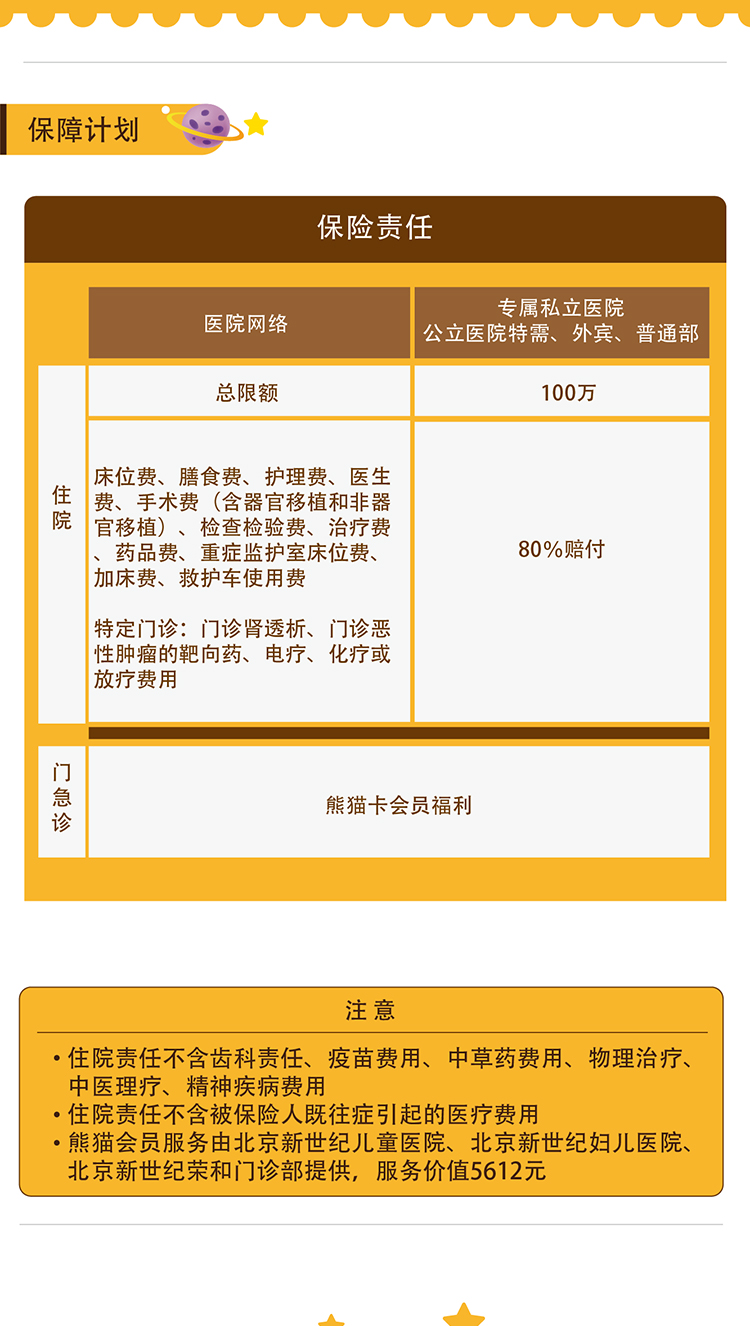 保障计划
保险责任
医院网络
专属私立医院
公立医院特需、外宾、普通部
住
院
总限额
100万
床位费、膳食费、护理费、医生
费、手术费（含器官移植和非器
官移植）、检查检验费、治疗费
、药品费、重症监护室床位费、
加床费、救护车使用费
特定门诊：门诊肾透析、门诊恶
性肿瘤的靶向药、电疗、化疗或
放疗费用
80%赔付
门
急
诊
熊猫卡会员福利
注 意
• 住院责任不含齿科责任、疫苗费用、中草药费用、物理治疗、
中医理疗、精神疾病费用
• 住院责任不含被保险人既往症引起的医疗费用
• 熊猫会员服务由北京新世纪儿童医院、北京新世纪妇儿医院、
北京新世纪荣和门诊部提供，服务价值5612元